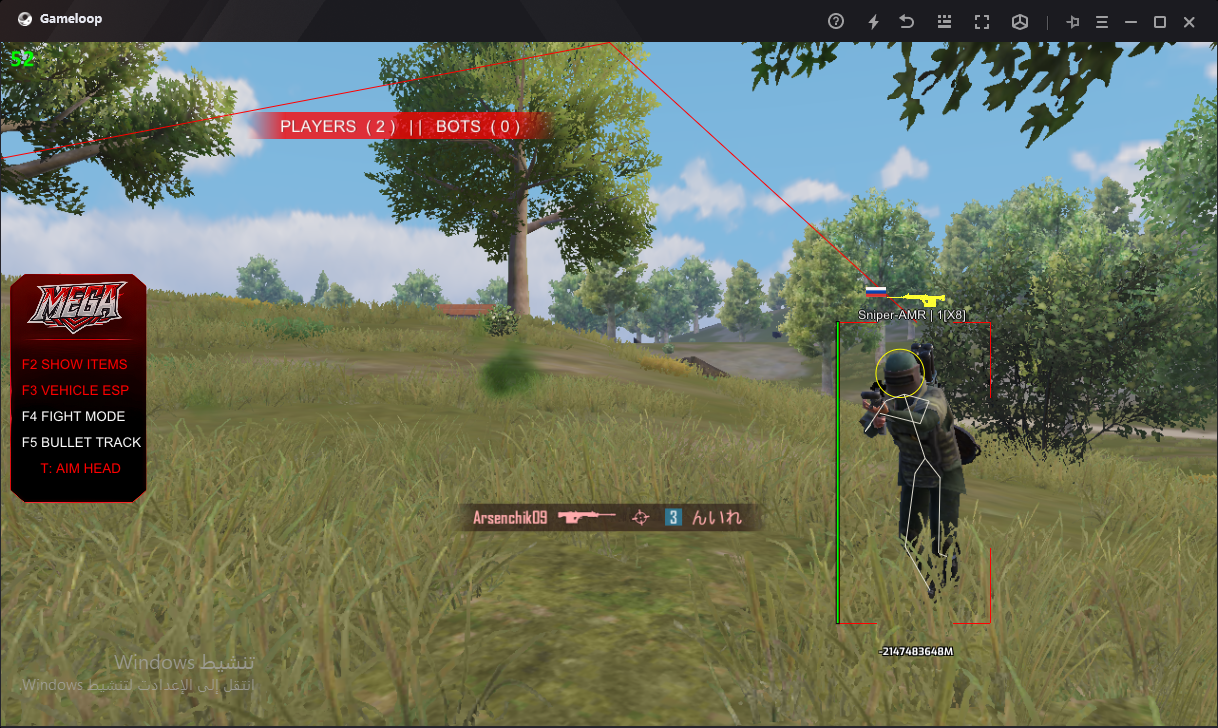 Gameloop
52
PLAYERS ( 2 ) || BOTS ( 0 )
MEGA
F2 SHOW ITEMS
F3 VEHICLE ESP
F4 FIGHT MODE
F5 BULLET TRACK
T: AIM HEAD
Sniper-AMR | 1[X8]
Arsenchik09 3 んいれ
-2147483648M
تنشيط Windows
انتقل إلى الإعدادت لتنشيط Windows.